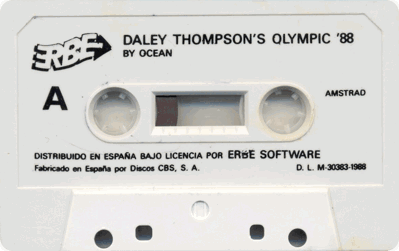 ERBE
DALEY THOMPSON'S OLYMPIC '88
BY OCEAN
A
AMSTRAD
DISTRIBUIDO EN ESPAÑA BAJO LICENCIA POR ERBE SOFTWARE
Fabricado en España por Discos CBS, S. A.
D. L. M-30383-1988